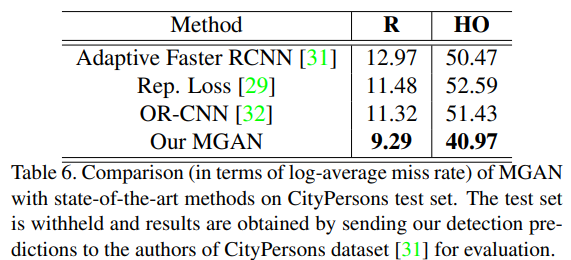 Method R HO
Adaptive Faster RCNN [31] 12.97 50.47
Rep. Loss [29] 11.48 52.59
OR-CNN [32] 11.32 51.43
Our MGAN 9.29 40.97
Table 6. Comparison (in terms of log-average miss rate) of MGAN
with state-of-the-art methods on CityPersons test set. The test set
is withheld and results are obtained by sending our detection pre-
dictions to the authors of CityPersons dataset [31] for evaluation.